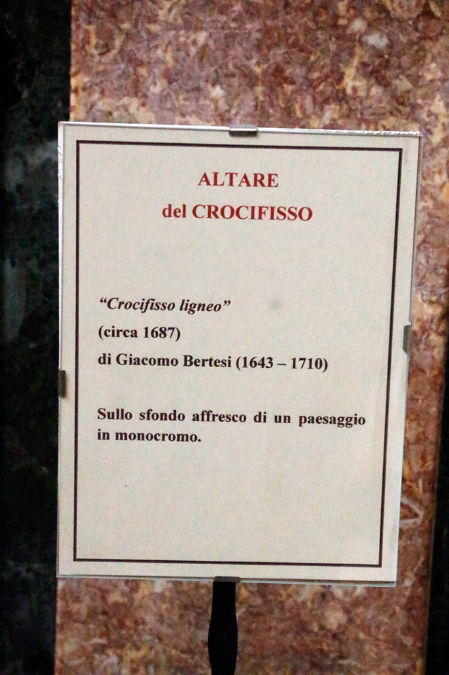 ALTARE
del CROCIFISSO
“Crocifisso ligneo”
(circa 1687)
di Giacomo Bertesi (1643 – 1710)
Sullo sfondo affresco di un paesaggio
in monocromo.